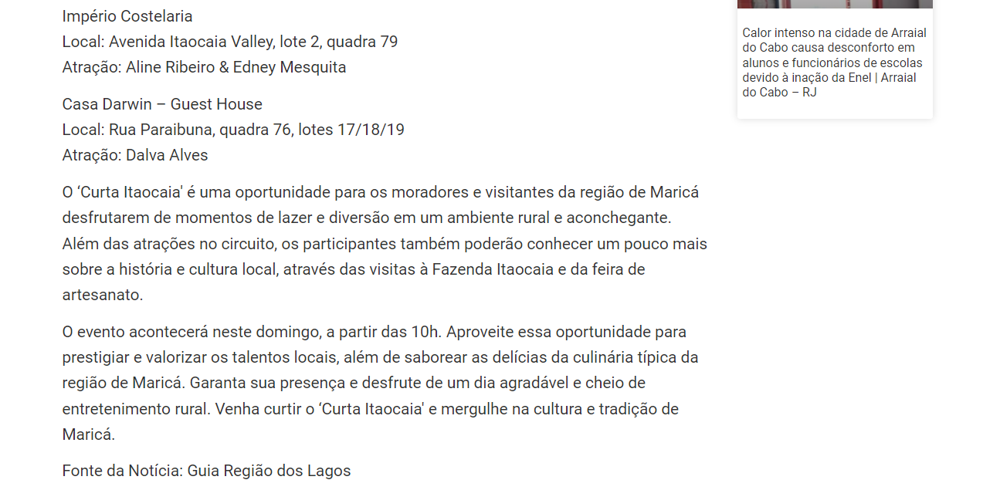 Império Costelaria
Local: Avenida Itaocaia Valley, lote 2, quadra 79
Atração: Aline Ribeiro & Edney Mesquita
Casa Darwin – Guest House
Local: Rua Paraibuna, quadra 76, lotes 17/18/19
Atração: Dalva Alves
O ‘Curta Itaocaia' é uma oportunidade para os moradores e visitantes da região de Maricá
desfrutarem de momentos de lazer e diversão em um ambiente rural e aconchegante.
Além das atrações no circuito, os participantes também poderão conhecer um pouco mais
sobre a história e cultura local, através das visitas à Fazenda Itaocaia e da feira de
artesanato.
O evento acontecerá neste domingo, a partir das 10h. Aproveite essa oportunidade para
prestigiar e valorizar os talentos locais, além de saborear as delícias da culinária típica da
região de Maricá. Garanta sua presença e desfrute de um dia agradável e cheio de
entretenimento rural. Venha curtir o ‘Curta Itaocaia' e mergulhe na cultura e tradição de
Maricá.
Fonte da Notícia: Guia Região dos Lagos
Calor intenso na cidade de Arraial
do Cabo causa desconforto em
alunos e funcionários de escolas
devido à inação da Enel | Arraial
do Cabo – RJ